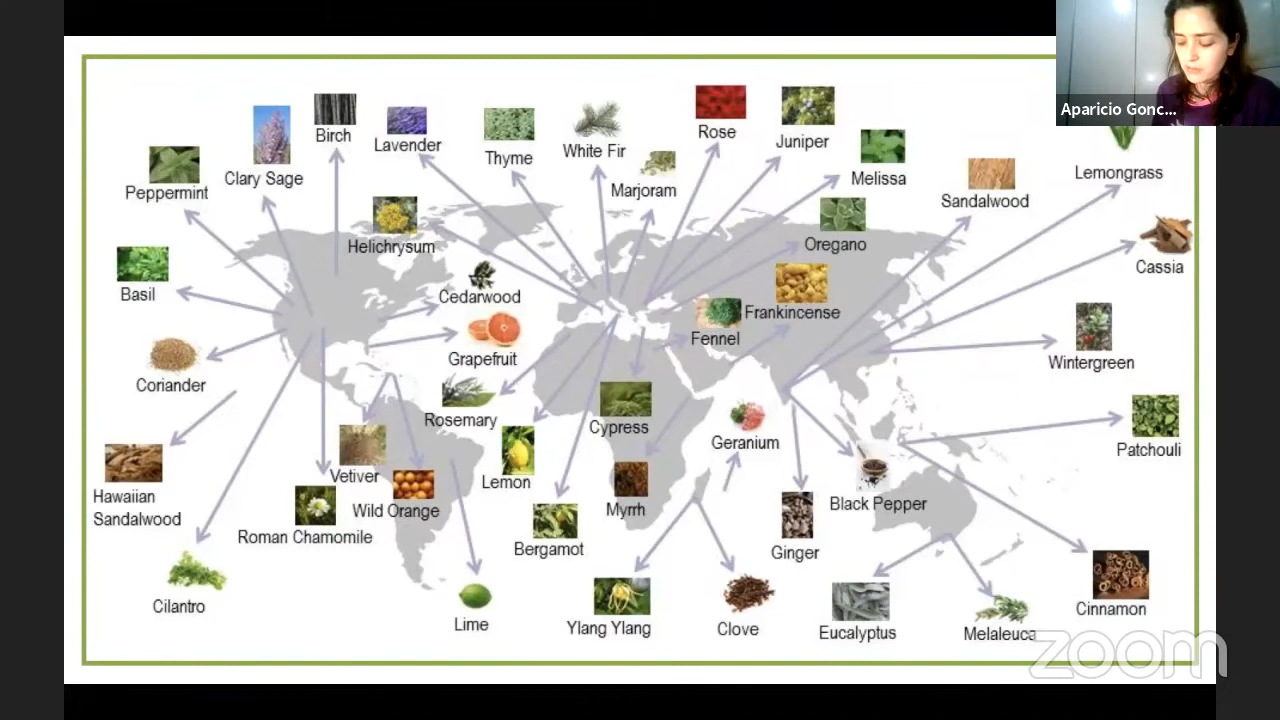 Aparicio Gonc...
Birch
Lavender
Thyme
White Fir
Rose
Juniper
Peppermint
Clary Sage
Marjoram
Melissa
Sandalwood
Lemongrass
Helichrysum
Oregano
Cassia
Basil
Cedarwood
Frankincense
Grapefruit
Fennel
Wintergreen
Coriander
Rosemary
Cypress
Geranium
Patchouli
Hawaiian
Sandalwood
Vetiver
Wild Orange
Lemon
Myrrh
Black Pepper
Roman Chamomile
Bergamot
Ginger
Cilantro
Lime
Ylang Ylang
Clove
Eucalyptus
Melaleuca
Cinnamon
zoom